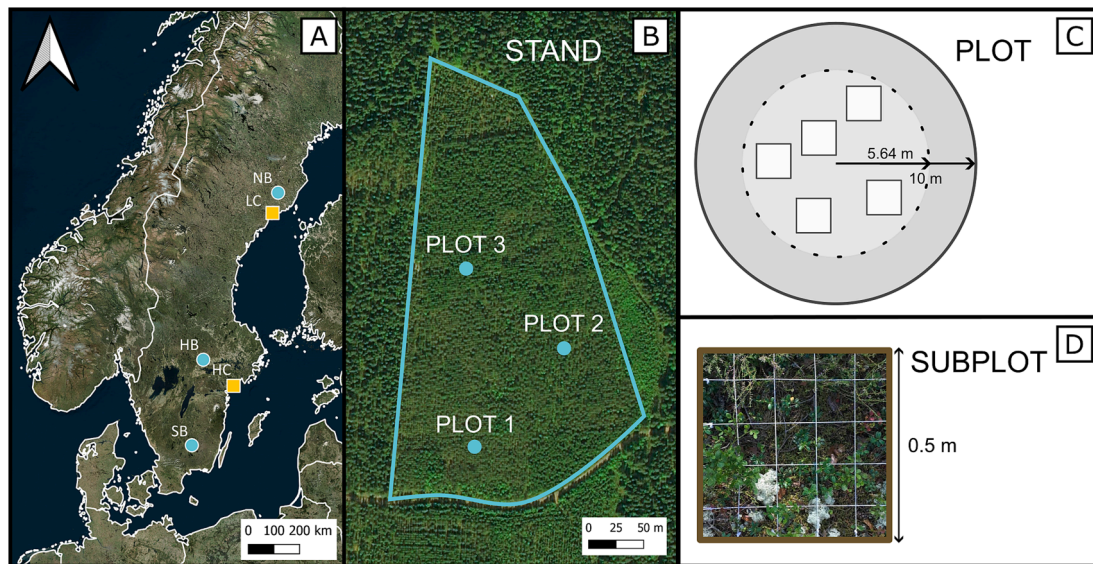 A
NB
LC
HB
HC
SB
0 100 200 km
B
STAND
PLOT 3
PLOT 2
PLOT 1
0 25 50 m
C
PLOT
5.64 m
10 m
D
SUBPLOT
0.5 m